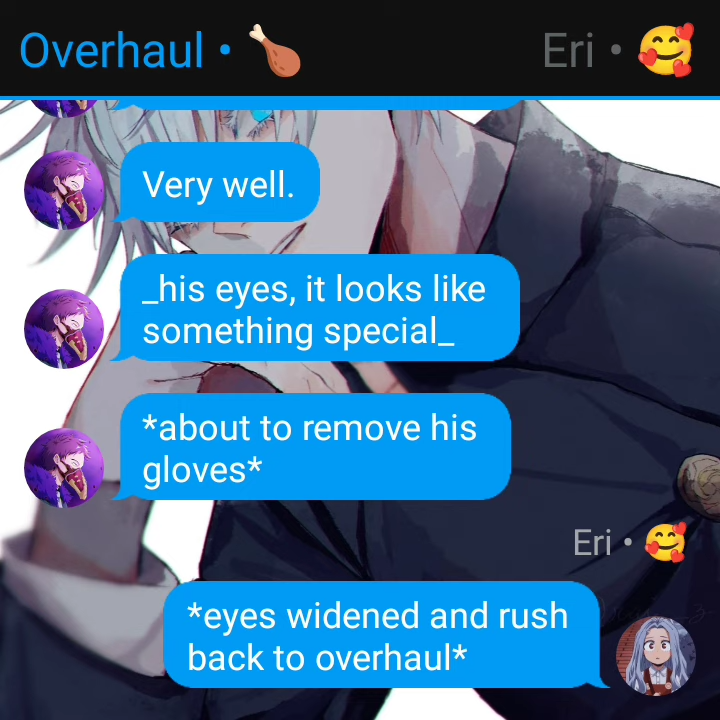 Overhaul • 🍗 Eri • 🥰
Very well.
_his eyes, it looks like
something special_
*about to remove his
gloves*
Eri • 🥰
*eyes widened and rush
back to overhaul*